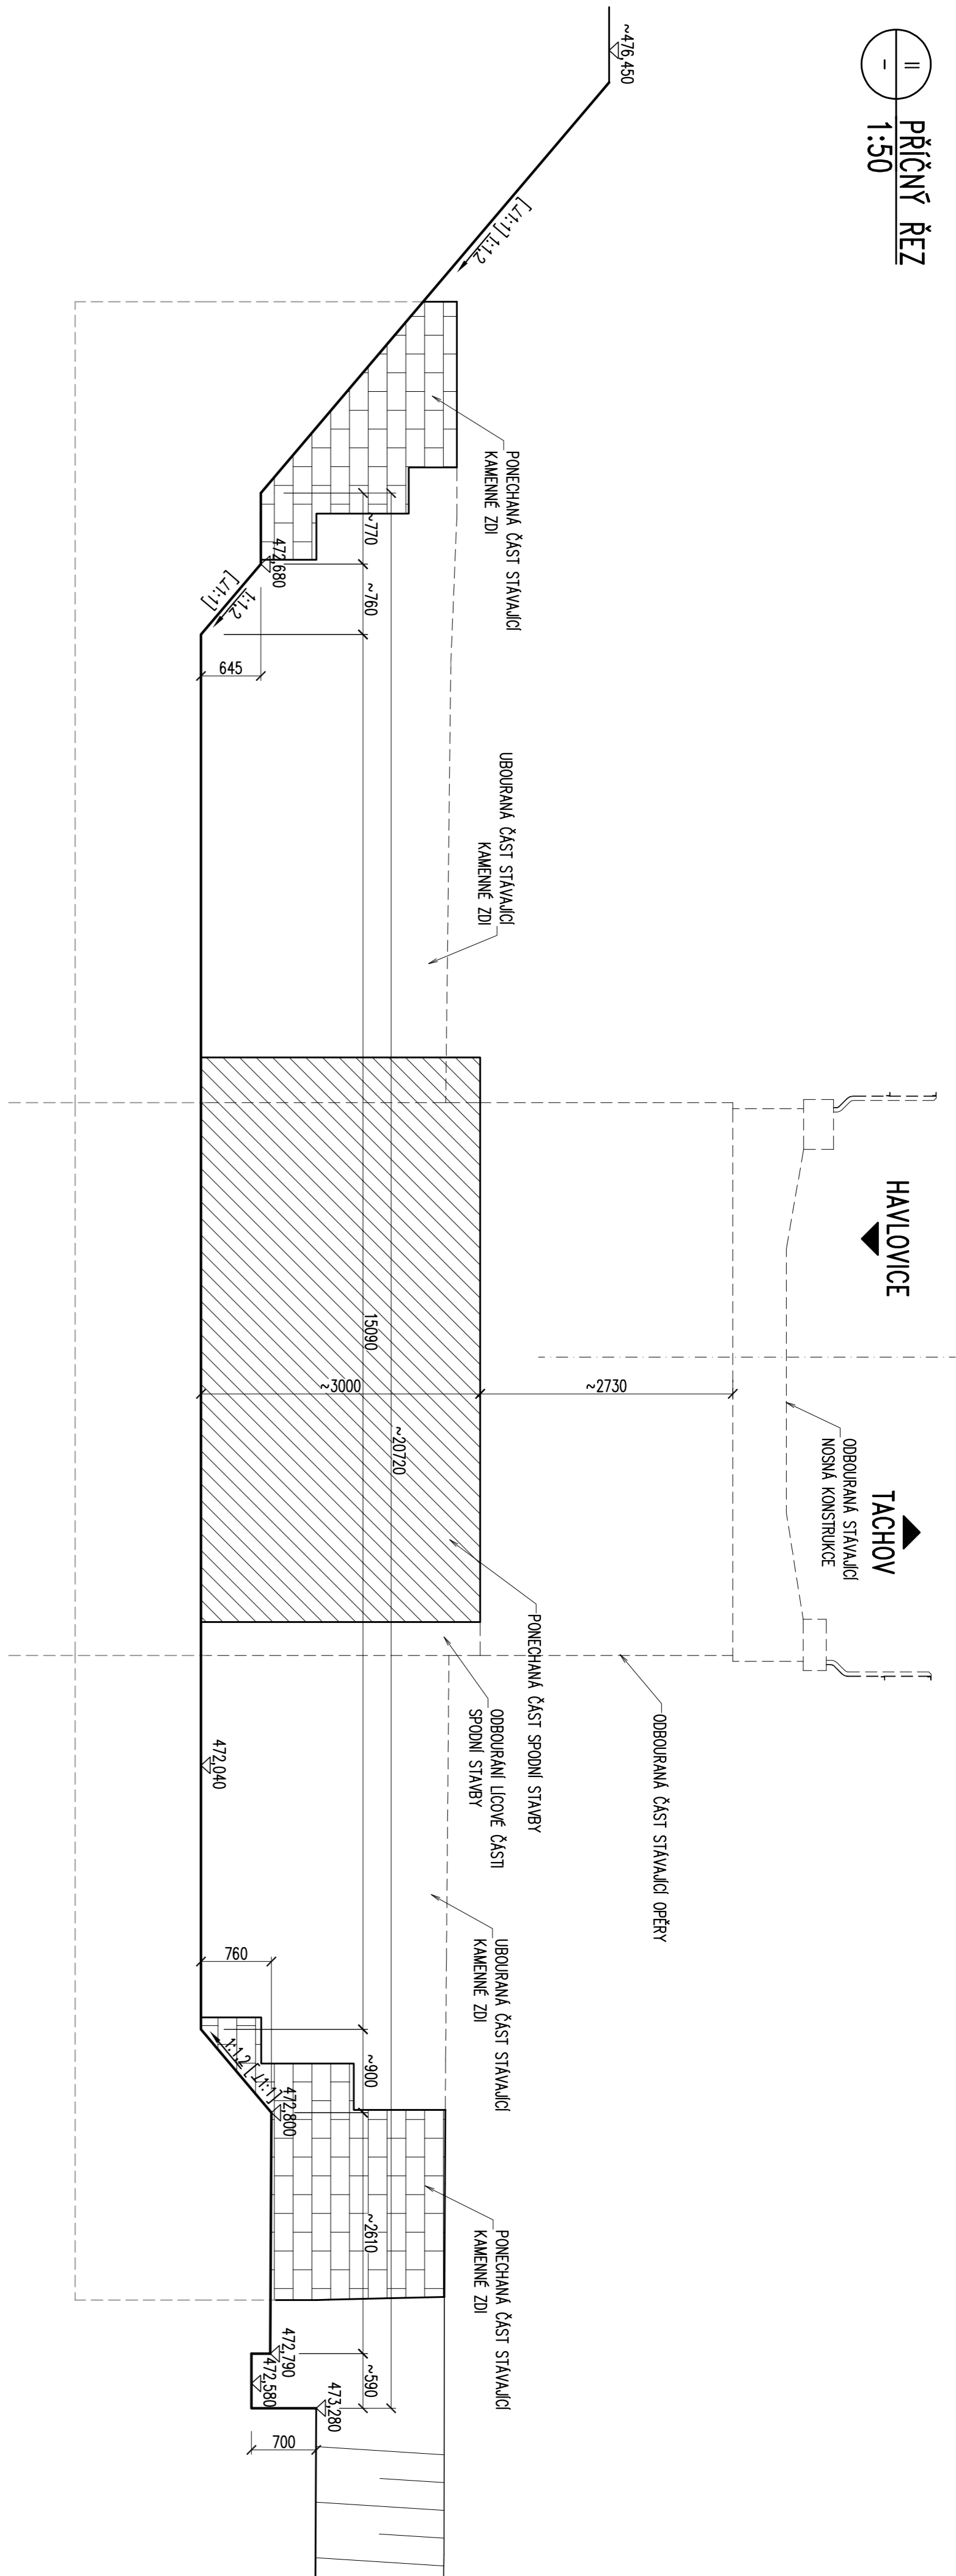 II
-
PŘÍČNÝ ŘEZ
1:50
~476,450
1:1,2
[⊥1:1]
PONECHANÁ ČÁST STÁVAJÍCÍ
KAMENNÉ ZDI
~770
472,680
~760
1:1,2
[⊥1:1]
645
UBOURANÁ ČÁST STÁVAJÍCÍ
KAMENNÉ ZDI
HAVLOVICE
15090
~3000
~2730
~20720
ODBOURANÁ STÁVAJÍCÍ
NOSNÁ KONSTRUKCE
TACHOV
PONECHANÁ ČÁST SPODNÍ STAVBY
ODBOURÁNÍ LÍCOVÉ ČÁSTI
SPODNÍ STAVBY
ODBOURANÁ ČÁST STÁVAJÍCÍ OPĚRY
472,040
UBOURANÁ ČÁST STÁVAJÍCÍ
KAMENNÉ ZDI
760
1:1,2 [⊥1:1]
~900
472,800
~2610
PONECHANÁ ČÁST STÁVAJÍCÍ
KAMENNÉ ZDI
472,790
472,580
~590
473,280
700